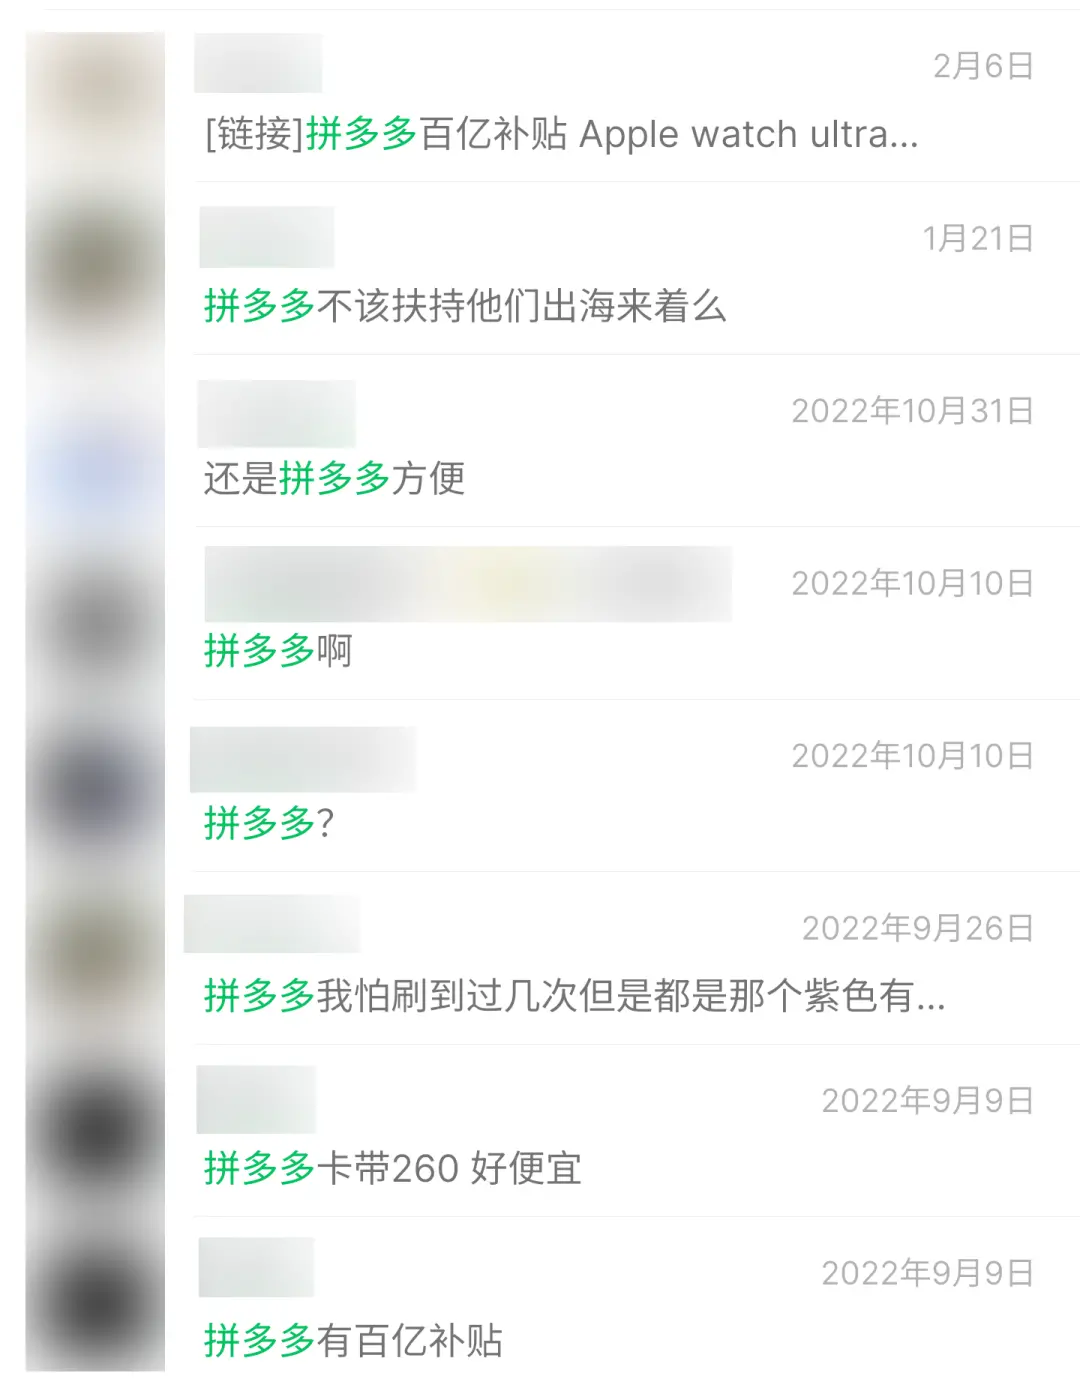 2月6日
[链接]拼多多百亿补贴 Apple watch ultra...
1月21日
拼多多不该扶持他们出海来着么
2022年10月31日
还是拼多多方便
2022年10月10日
拼多多啊
2022年10月10日
拼多多？
2022年9月26日
拼多多我怕刷到过几次但是都是那个紫色有...
2022年9月9日
拼多多卡带260 好便宜
2022年9月9日
拼多多有百亿补贴